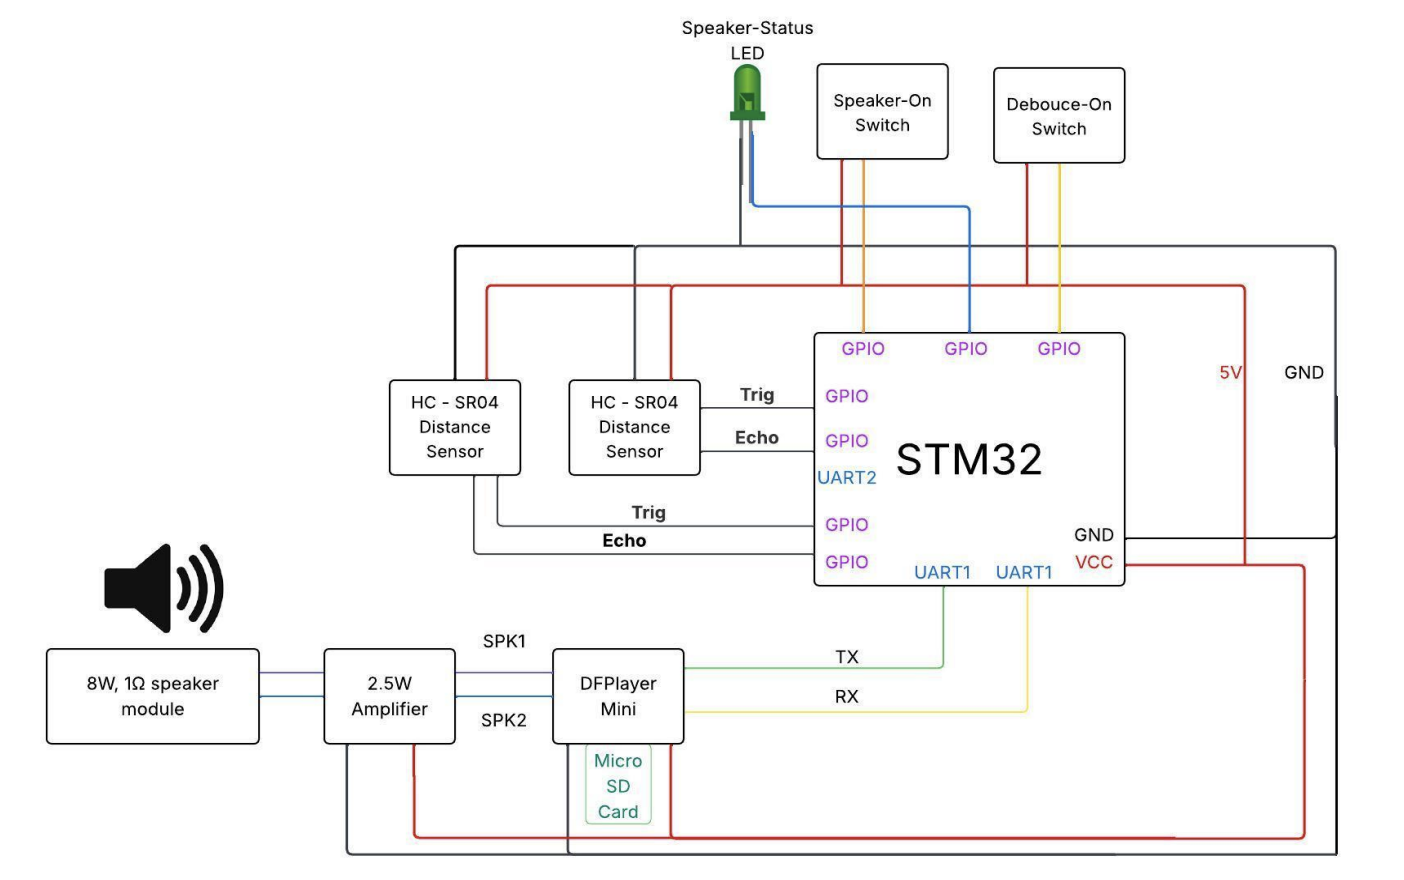 Speaker-Status
LED
Speaker-On
Switch
Debouce-On
Switch
GPIO
GPIO
GPIO
5V
GND
HC - SR04
Distance
Sensor
HC - SR04
Distance
Sensor
Trig
GPIO
Echo
GPIO
UART2
STM32
Trig
GPIO
Echo
GPIO
GND
VCC
UART1
UART1
SPK1
TX
8W, 1Ω speaker
module
2.5W
Amplifier
DFPlayer
Mini
RX
SPK2
Micro
SD
Card